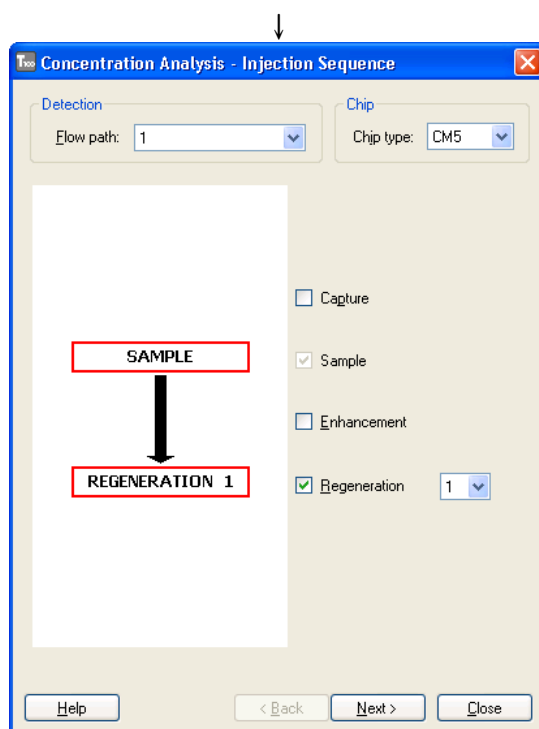 T100 Concentration Analysis - Injection Sequence
Detection
Flow path: 1
Chip
Chip type: CM5
Capture
SAMPLE
Sample
Enhancement
REGENERATION 1
Regeneration 1
Help
< Back
Next >
Close